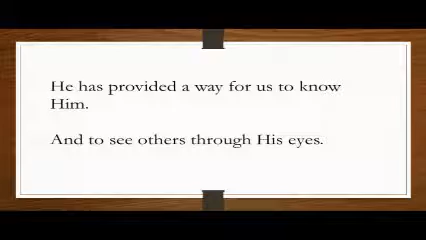 He has provided a way for us to know
Him.
And to see others through His eyes.